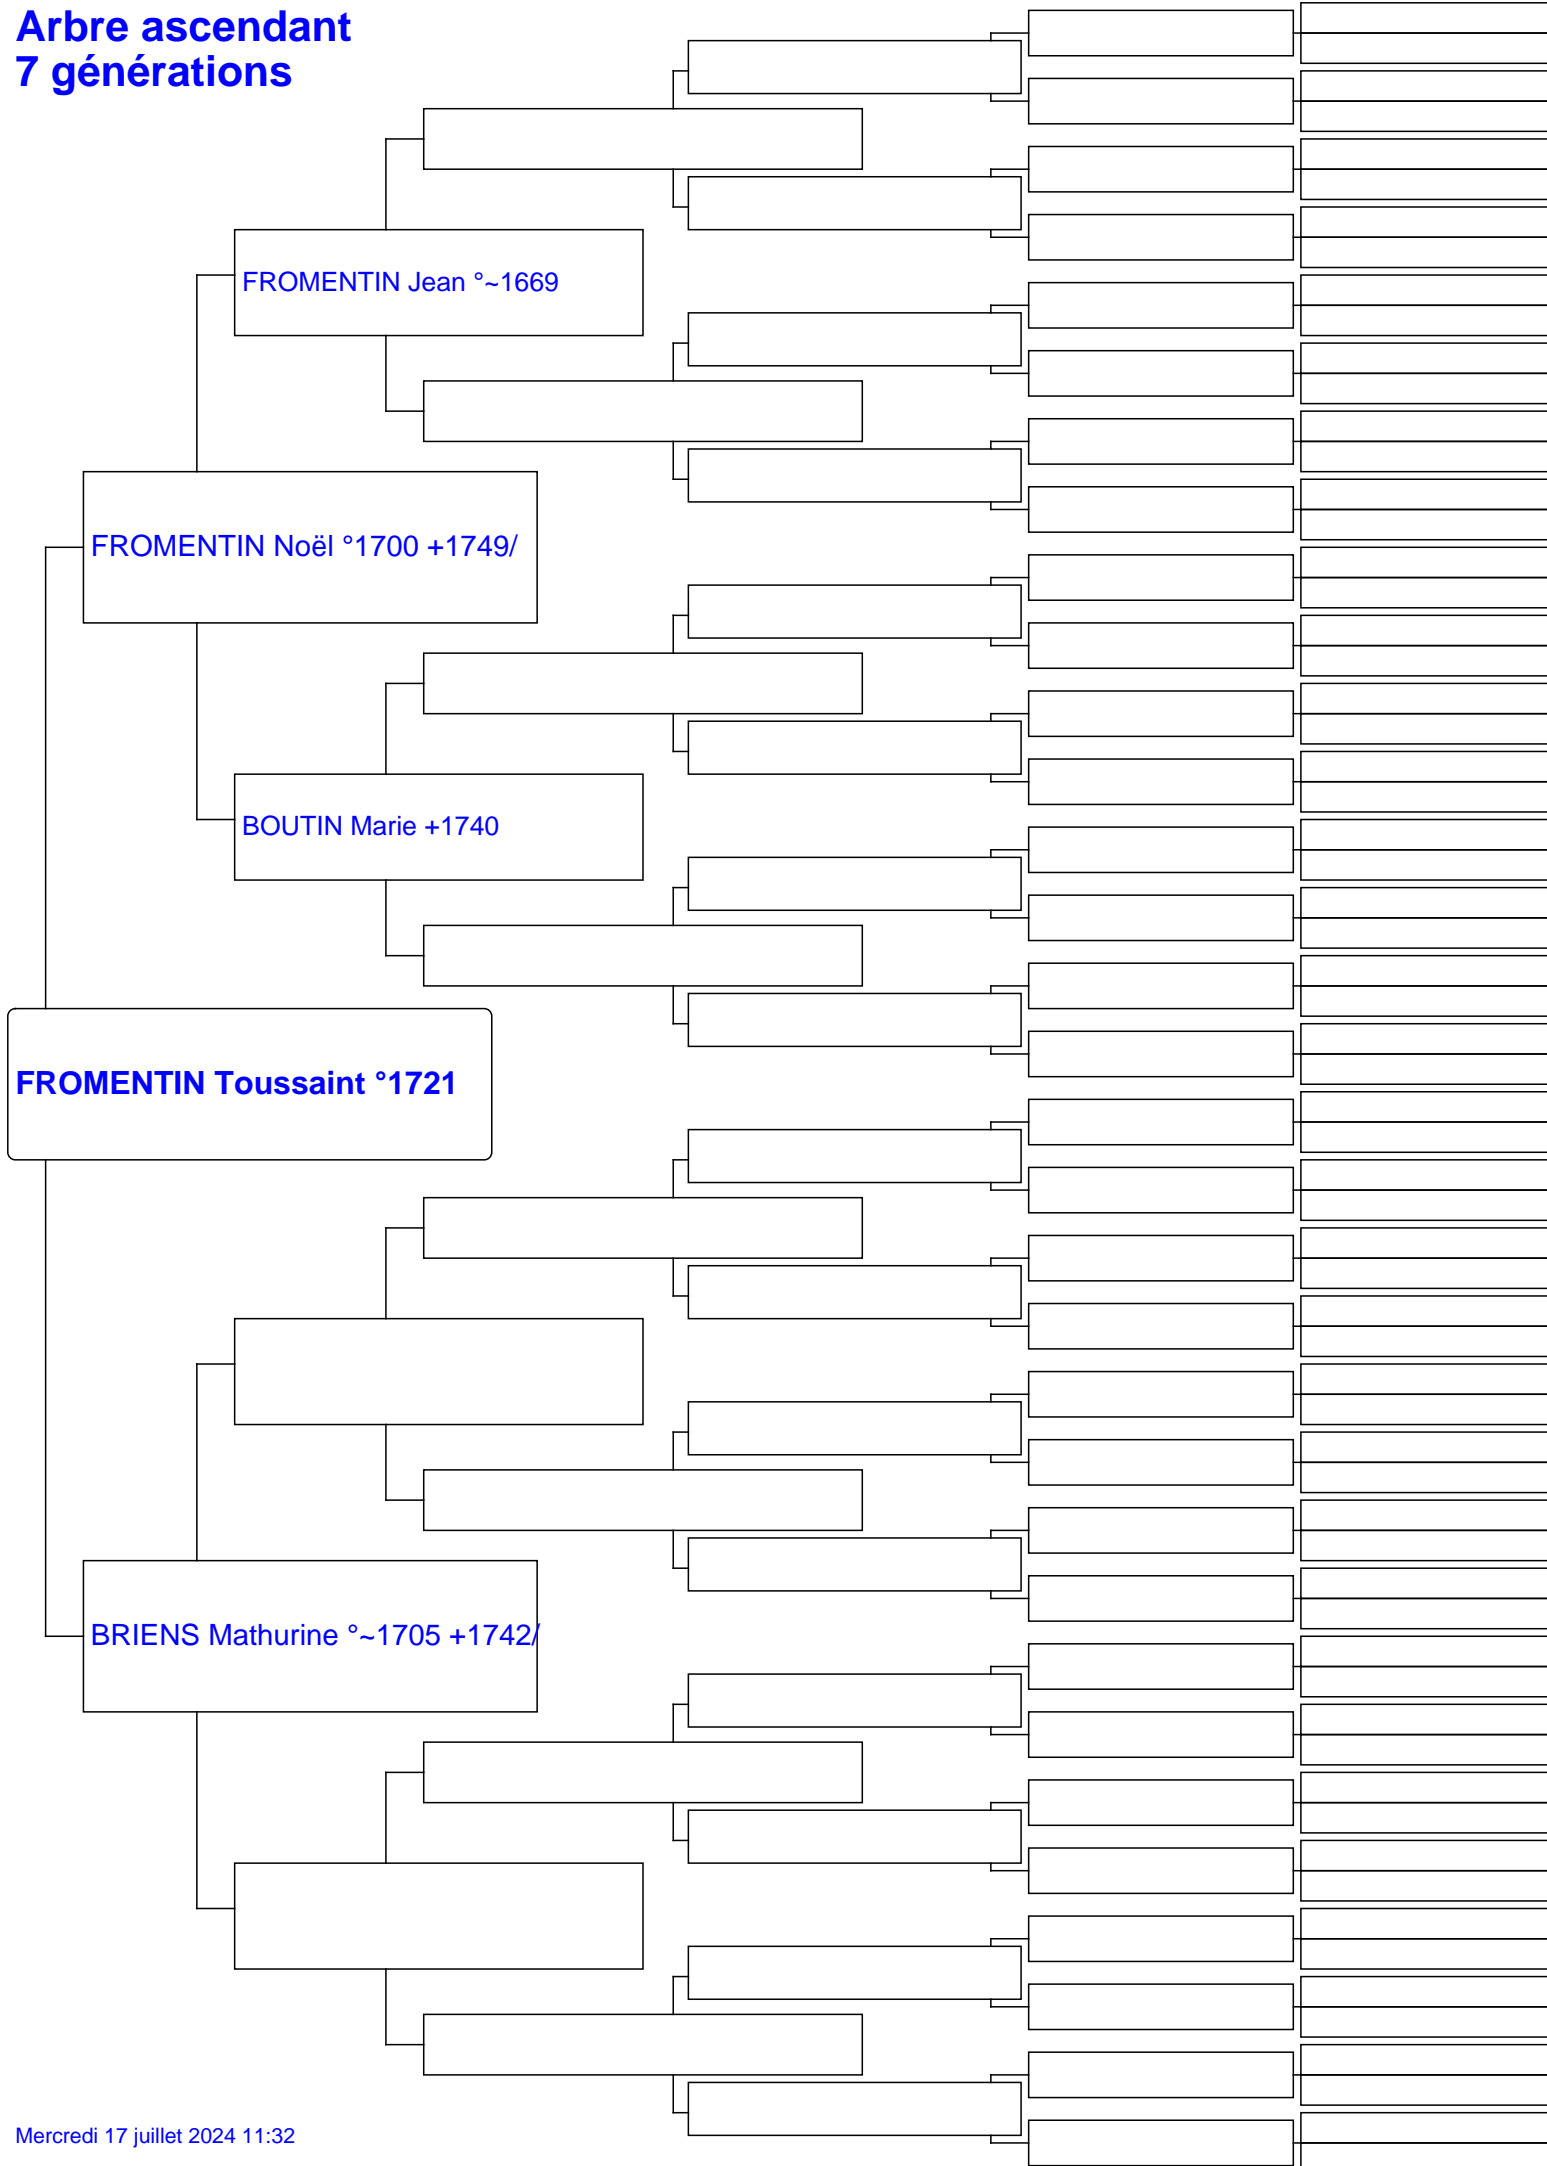 Arbre ascendant
7 générations
FROMENTIN Jean °~1669
FROMENTIN Noël °1700 +1749/
BOUTIN Marie +1740
FROMENTIN Toussaint °1721
BRIENS Mathurine °~1705 +1742/
Mercredi 17 juillet 2024 11:32